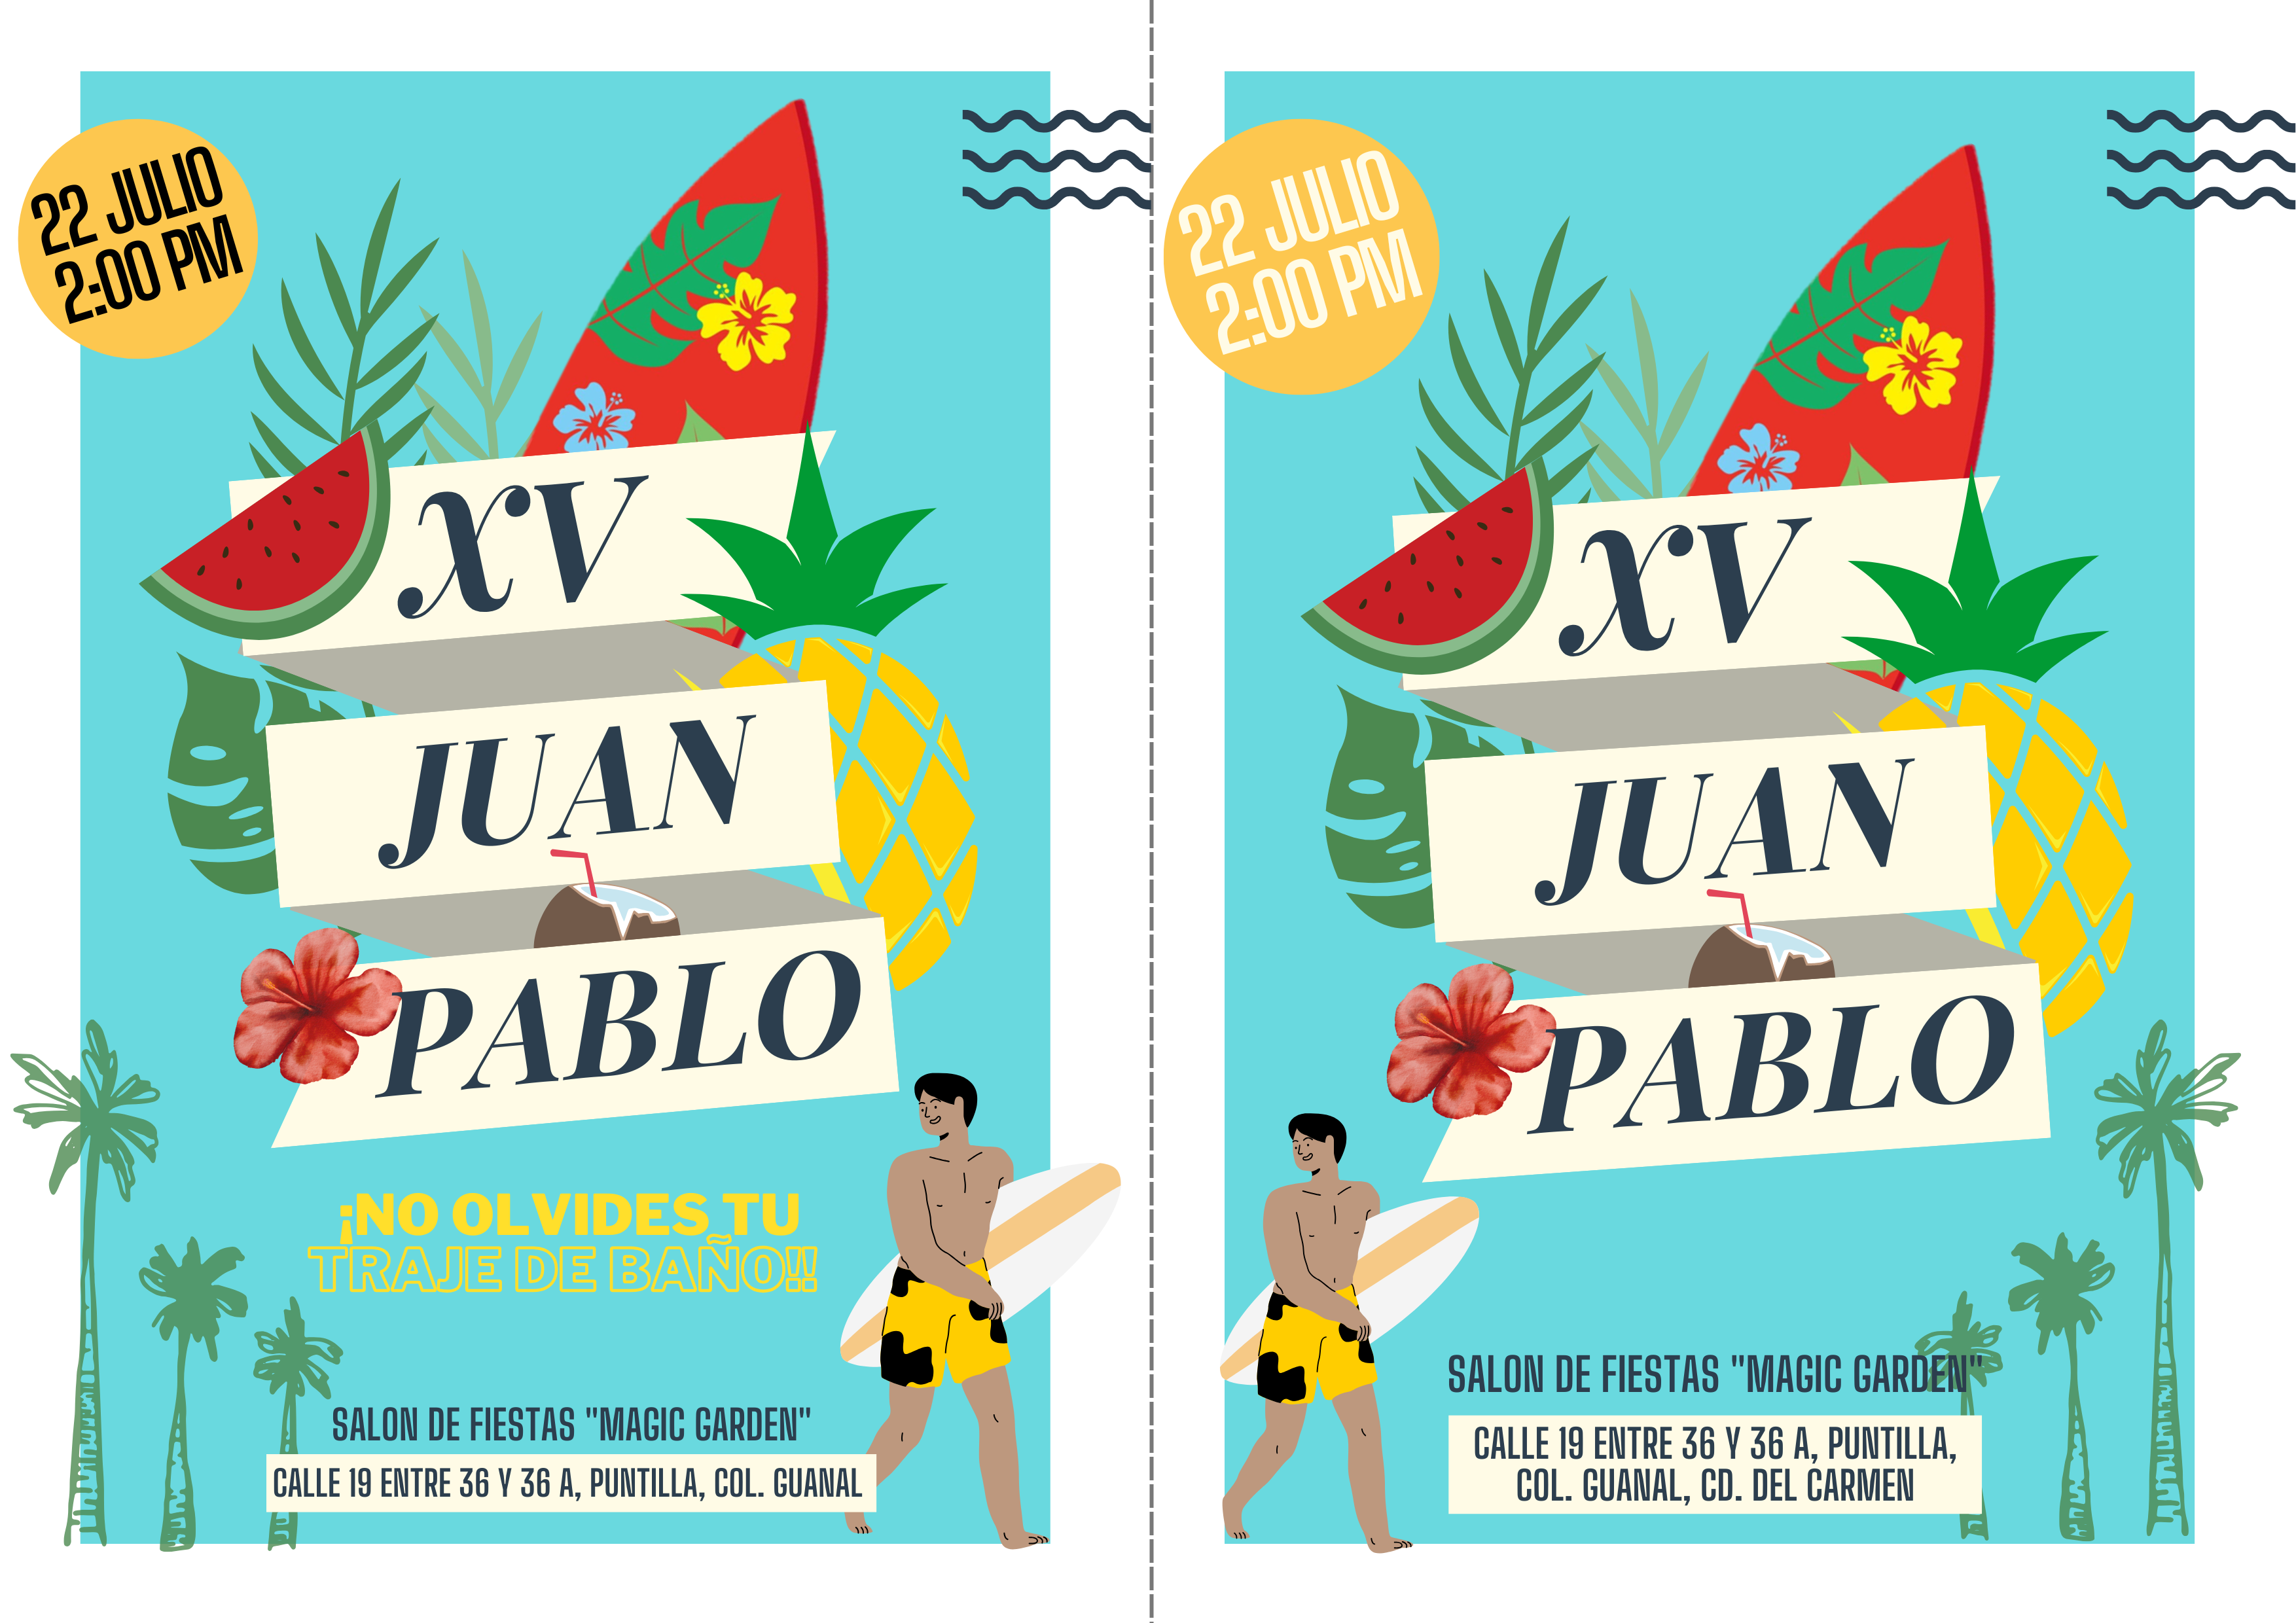 22 JULIO
2:00 PM
XV
JUAN
PABLO
¡NO OLVIDES TU
TRAJE DE BAÑO!!
SALON DE FIESTAS "MAGIC GARDEN"
CALLE 19 ENTRE 36 Y 36 A, PUNTILLA, COL. GUANAL
22 JULIO
2:00 PM
XV
JUAN
PABLO
SALON DE FIESTAS "MAGIC GARDEN"
CALLE 19 ENTRE 36 Y 36 A, PUNTILLA,
COL. GUANAL, CD. DEL CARMEN